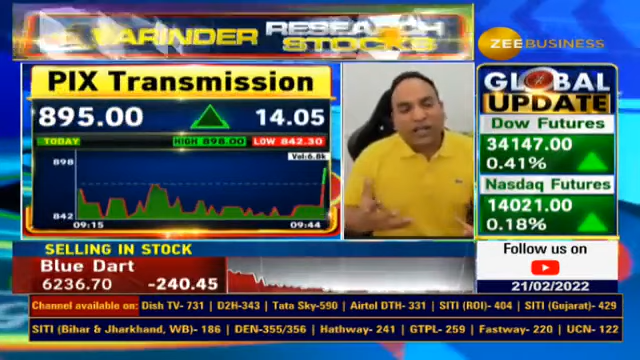 VARINDER RESEARCH
STOCKS
ZEE BUSINESS
PIX Transmission
895.00 14.05
TODAY HIGH 898.00 LOW 842.30
Vol:6.8k
898
842
09:15 09:44
GLOBAL
UPDATE
Dow Futures
34147.00
0.41%
Nasdaq Futures
14021.00
0.18%
SELLING IN STOCK
Blue Dart
6236.70 -240.45
Follow us on
21/02/2022
Channel available on: Dish TV- 731 | D2H-343 | Tata Sky-590 | Airtel DTH- 331 | SITI (ROI)- 404 | SITI (Gujarat)- 429
SITI (Bihar & Jharkhand, WB)- 186 | DEN-355/356 | Hathway- 241 | GTPL- 259 | Fastway- 220 | UCN- 122